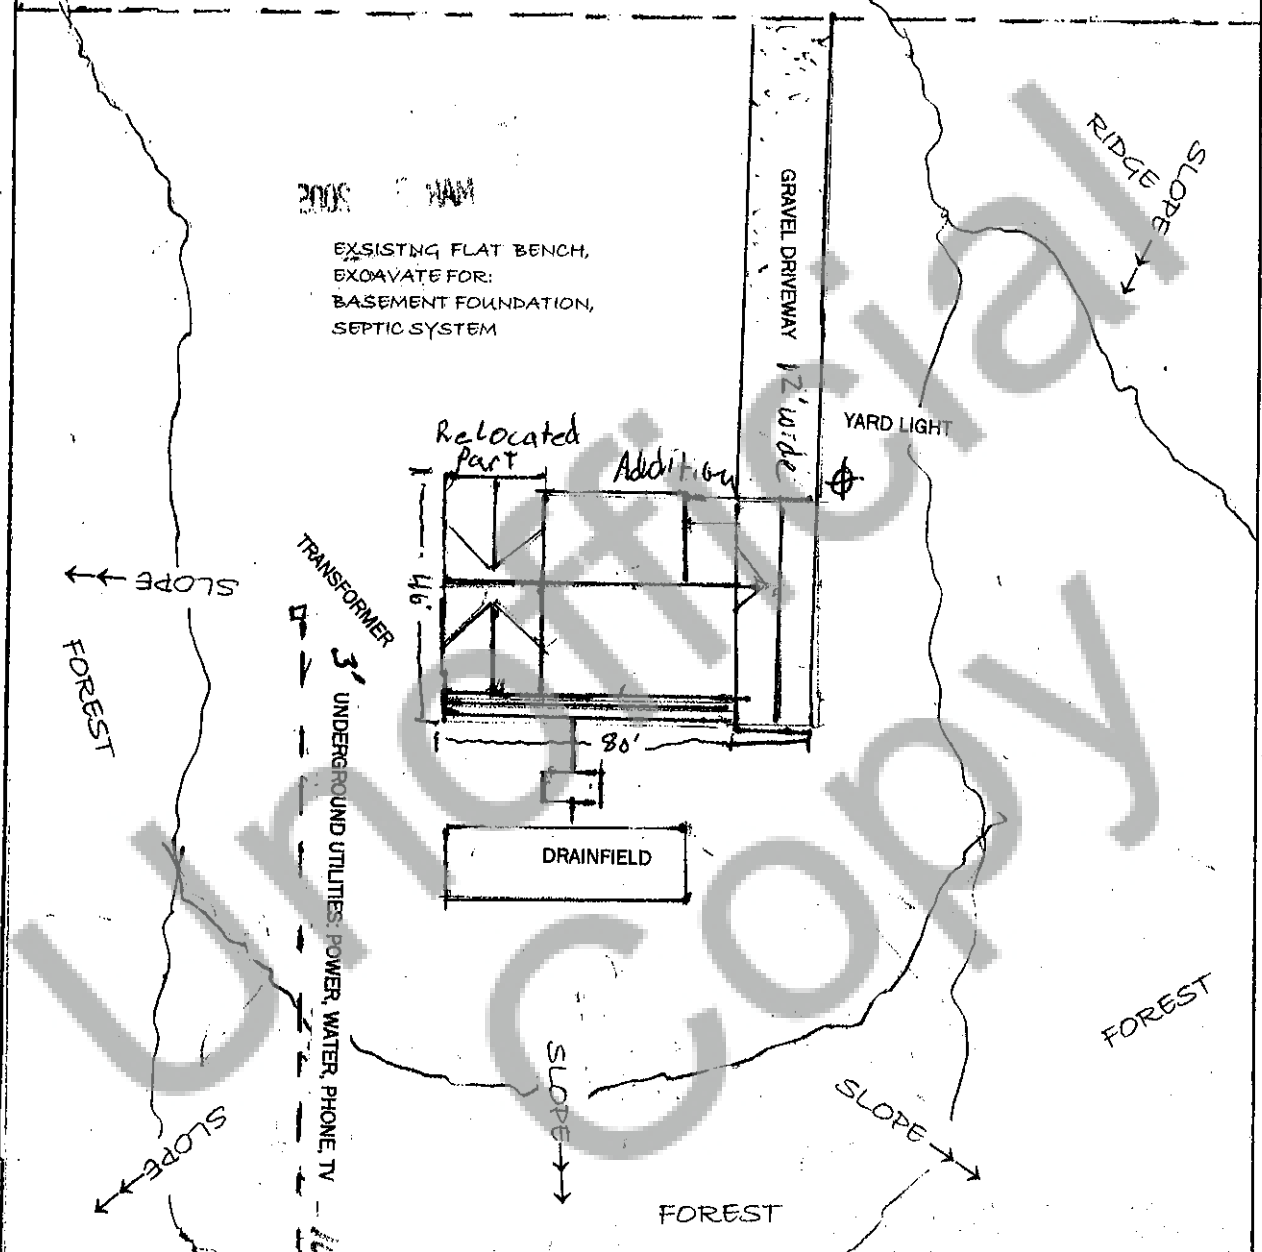 RIDGE
SLOPE
GRAVEL DRIVEWAY 12' wide
EXSISTNG FLAT BENCH,
EXCAVATE FOR:
BASEMENT FOUNDATION,
SEPTIC SYSTEM
YARD LIGHT
Relocated
Part
Addition
TRANSFORMER
46'
SLOPE
FOREST
3'
UNDERGROUND UTILITIES: POWER, WATER, PHONE, TV
80'
DRAINFIELD
FOREST
SLOPE
SLOPE
SLOPE
FOREST
Unofficial
Copy